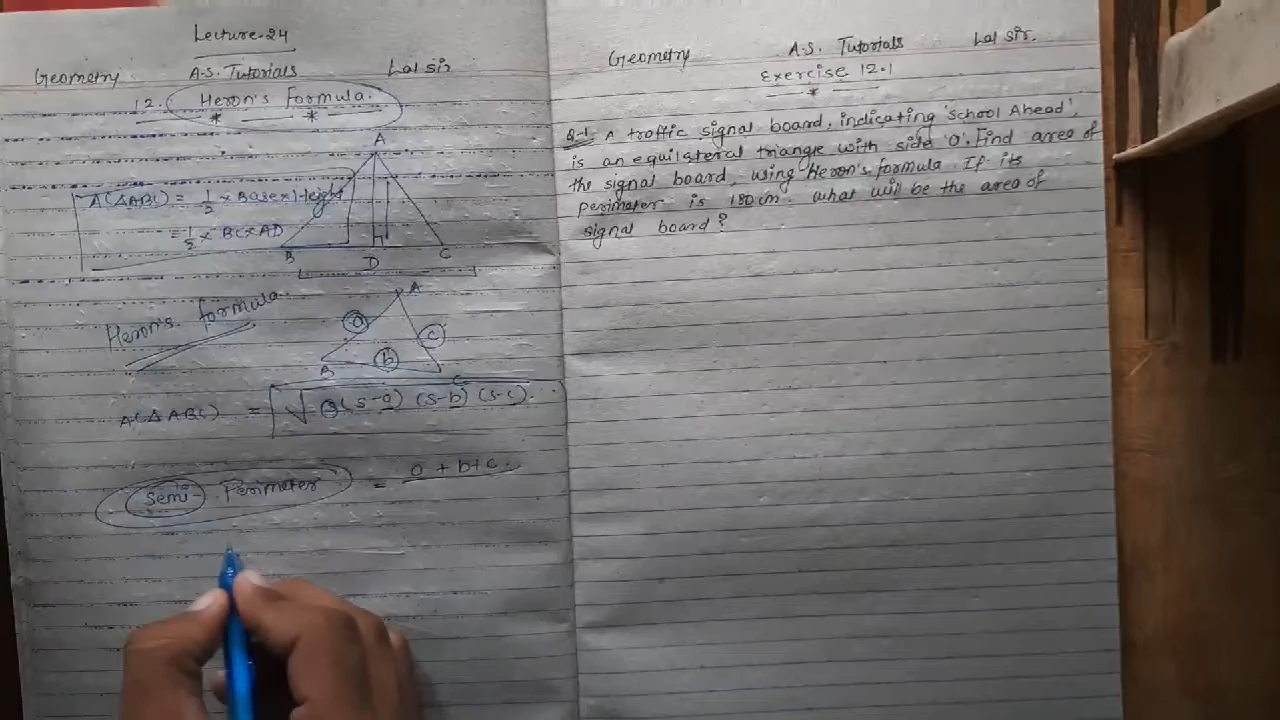 Lecture-24
Geometry A.S. Tutorials Lal sir
12. Heron's Formula.
A
A(ΔABC) = 1/2 × Base × Height
= 1/2 × BC × AD
B D C
Heron's formula
A
a c
b
B C
A(ΔABC) = √s(s-a) (s-b) (s-c).
Semi - Perimeter = a + b + c.
Geometry A.S. Tutorials Lal sir.
Exercise 12.1
Q-1. A traffic signal board, indicating 'School Ahead',
is an equilateral triangle with side 'a'. Find area of
the signal board, using Heron's formula. If its
perimeter is 180 cm. what will be the area of
signal board?